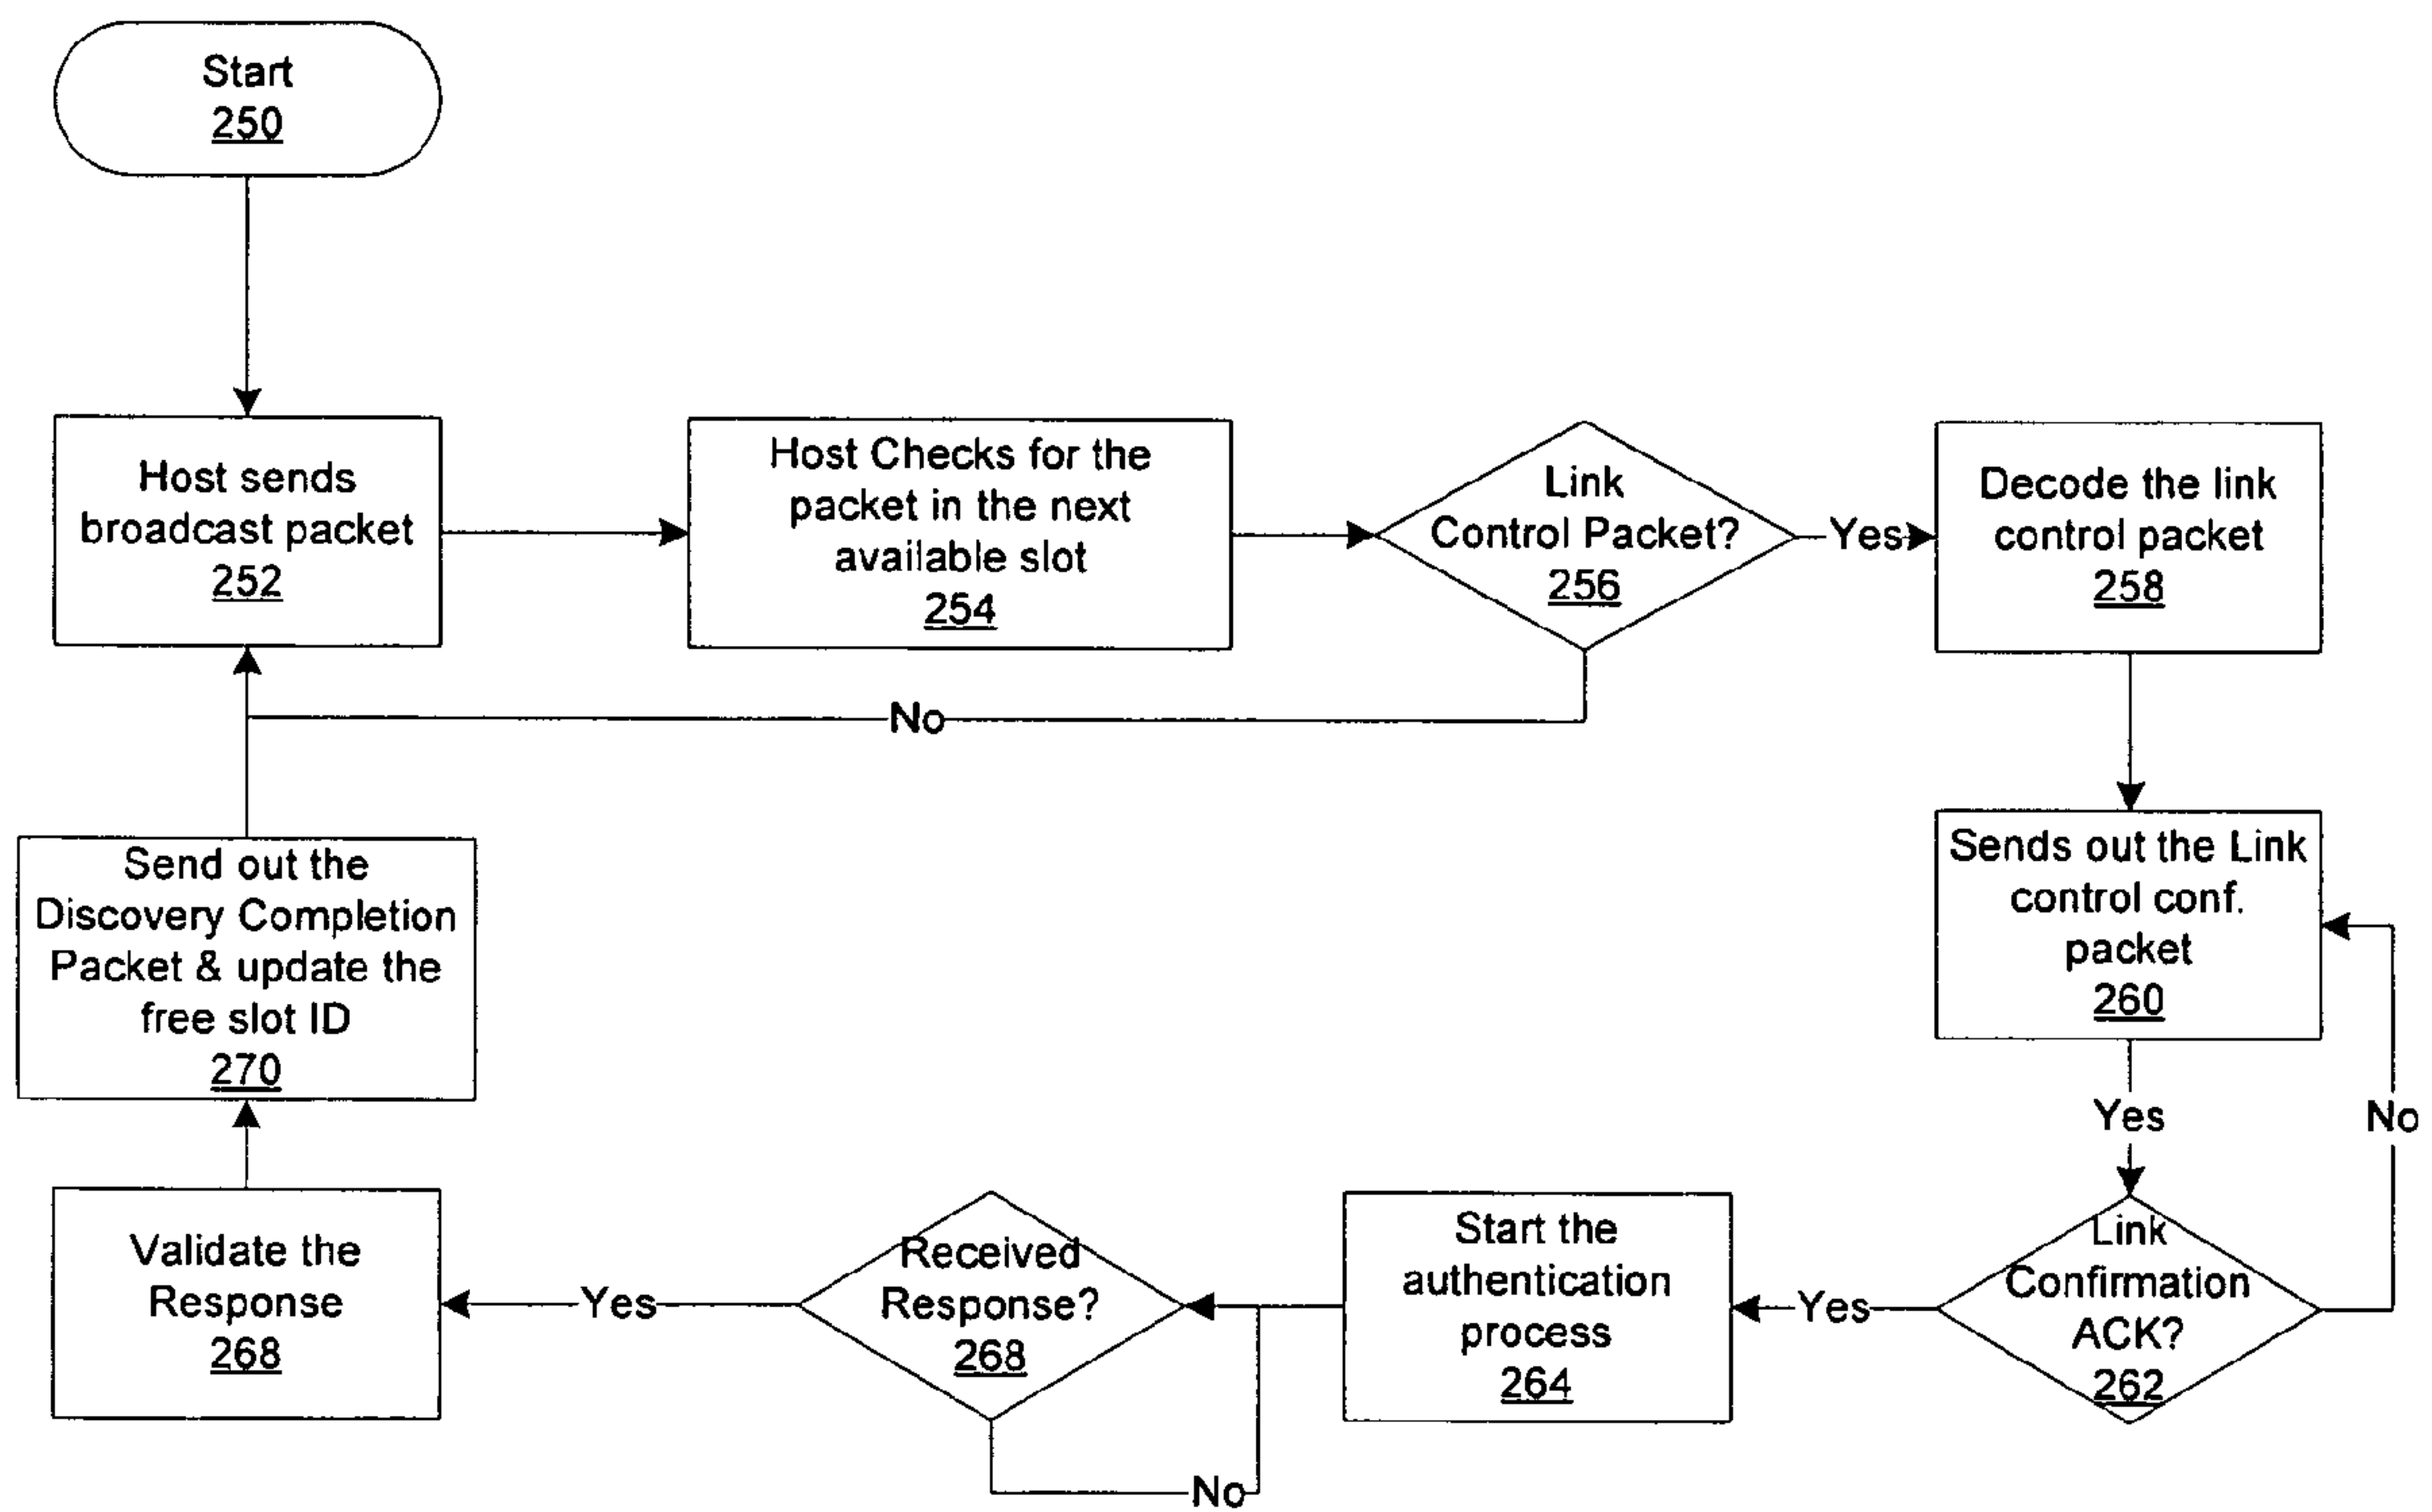 Start
250
Host sends
broadcast packet
252
Host Checks for the
packet in the next
available slot
254
Link
Control Packet?
256
Yes
Decode the link
control packet
258
No
Sends out the Link
control conf.
packet
260
Yes
No
Link
Confirmation
ACK?
262
Yes
Start the
authentication
process
264
Received
Response?
268
No
Yes
Validate the
Response
268
Send out the
Discovery Completion
Packet & update the
free slot ID
270